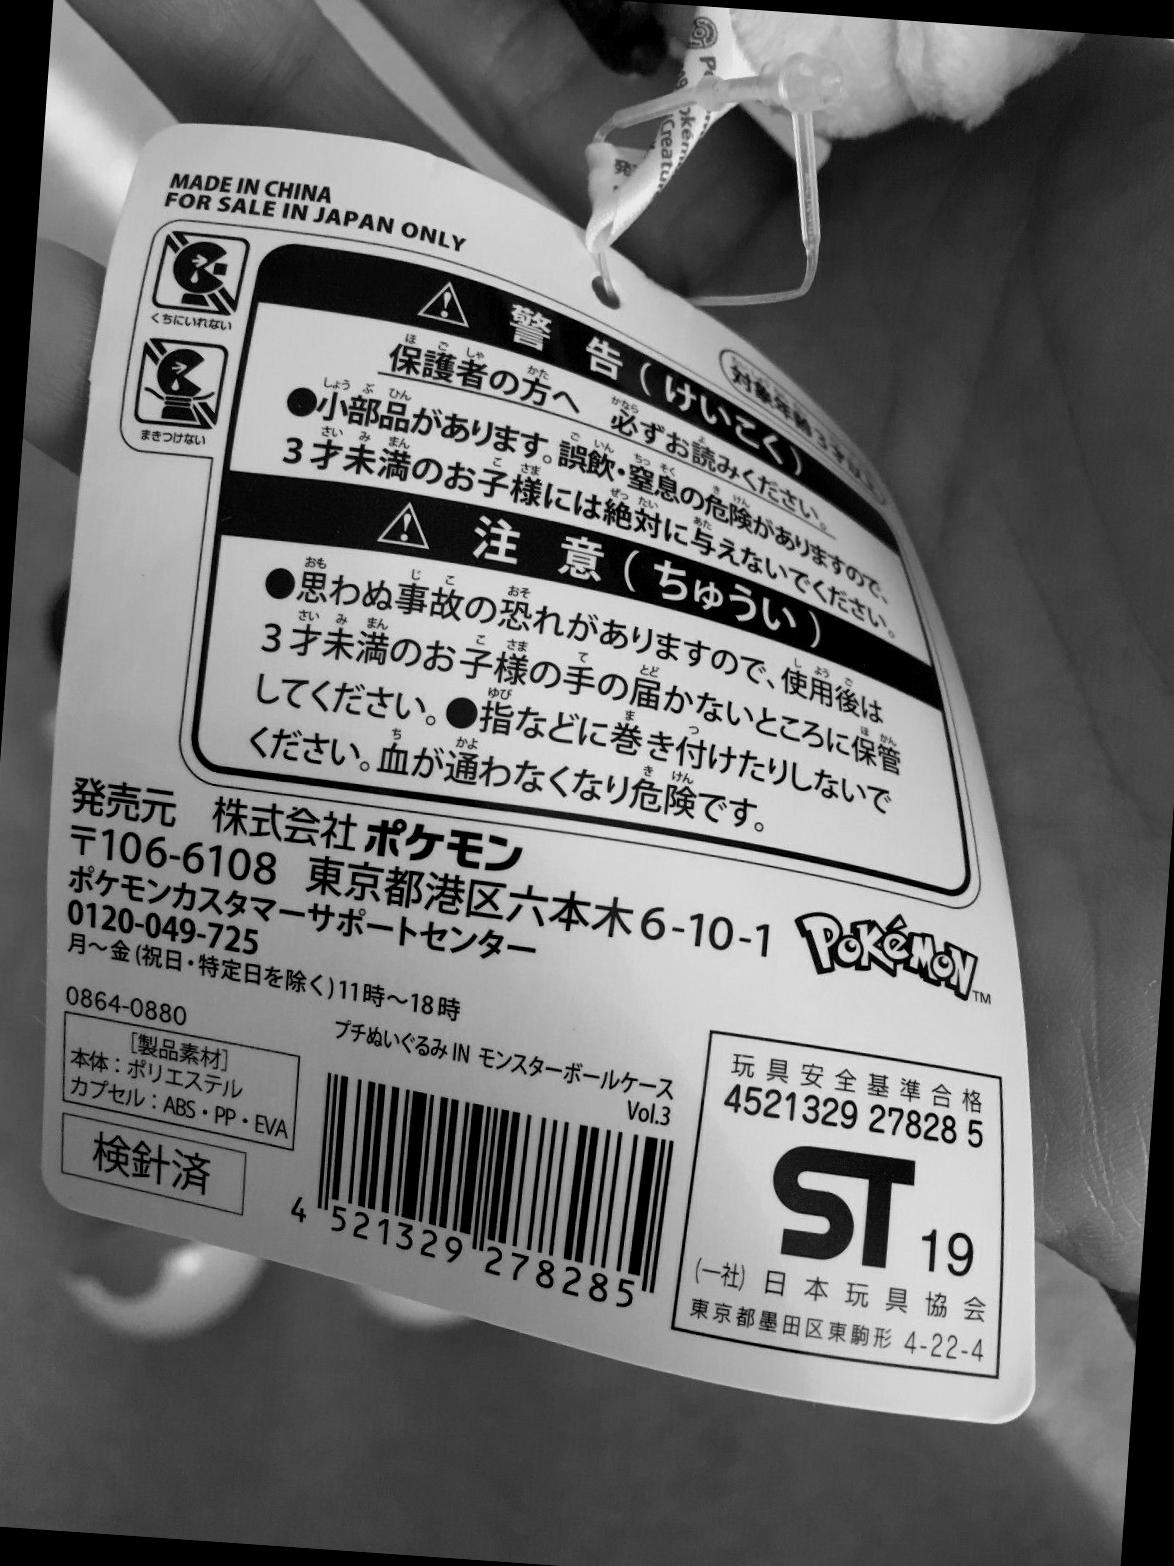 MADE IN CHINA
FOR SALE IN JAPAN ONLY
くちにいれない
まきつけない
対象年齢3才以上
警告(けいこく)
保護者の方へ 必ずお読みください。
●小部品があります。誤飲・窒息の危険がありますので、
3才未満のお子様には絶対に与えないでください。
注意(ちゅうい)
●思わぬ事故の恐れがありますので、使用後は
3才未満のお子様の手の届かないところに保管
してください。●指などに巻き付けたりしないで
ください。血が通わなくなり危険です。
発売元 株式会社ポケモン
〒106-6108 東京都港区六本木6-10-1
ポケモンカスタマーサポートセンター
0120-049-725
月～金(祝日・特定日を除く)11時～18時
POKéMON™
0864-0880
[製品素材]
本体：ポリエステル
カプセル：ABS・PP・EVA
検針済
プチぬいぐるみIN モンスターボールケース
Vol.3
4 521329 278285
玩具安全基準合格
4521329 27828 5
ST 19
(一社)日本玩具協会
東京都墨田区東駒形 4-22-4